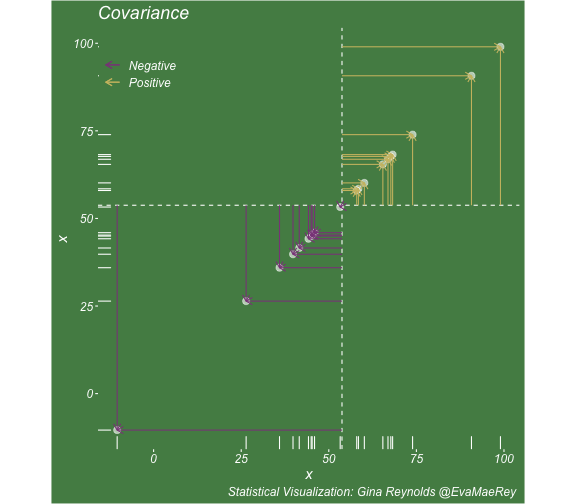 Covariance
100
Negative
Positive
75
50
x
25
0
0
25
50
75
100
x
Statistical Visualization: Gina Reynolds @EvaMaeRey